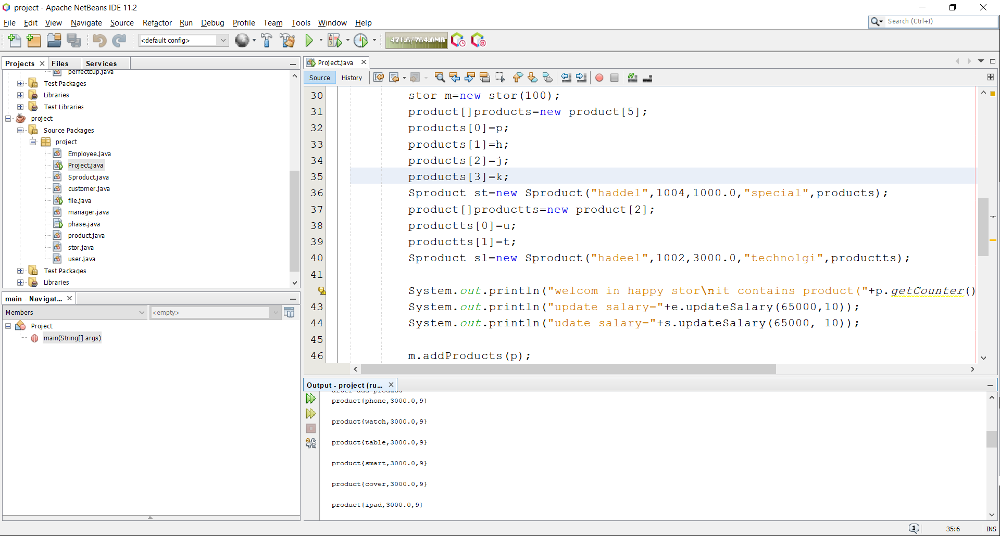 project - Apache NetBeans IDE 11.2
File Edit View Navigate Source Refactor Run Debug Profile Team Tools Window Help
Search (Ctrl+I)
<default config>
471.6/764.0MB
Projects Files Services
perfectcup.java
Test Packages
Libraries
Test Libraries
project
Source Packages
project
Employee.java
Project.java
Sproduct.java
customer.java
file.java
manager.java
phase.java
product.java
stor.java
user.java
Test Packages
Libraries
main - Navigat...
Members
<empty>
Project
main(String[] args)
Project.java
Source History
30 stor m=new stor(100);
31 product[]products=new product[5];
32 products[0]=p;
33 products[1]=h;
34 products[2]=j;
35 products[3]=k;
36 Sproduct st=new Sproduct("haddel",1004,1000.0,"special",products);
37 product[]productts=new product[2];
38 productts[0]=u;
39 productts[1]=t;
40 Sproduct sl=new Sproduct("hadeel",1002,3000.0,"technolgi",productts);
41
System.out.println("welcom in happy stor\nit contains product("+p.getCounter()
43 System.out.println("update salary="+e.updateSalary(65000,10));
44 System.out.println("udate salary="+s.updateSalary(65000, 10));
45
46 m.addProducts(p);
Output - project (ru...
after add product
product{phone,3000.0,9}
product{watch,3000.0,9}
product{table,3000.0,9}
product{smart,3000.0,9}
product{cover,3000.0,9}
product{ipad,3000.0,9}
1
35:6
INS